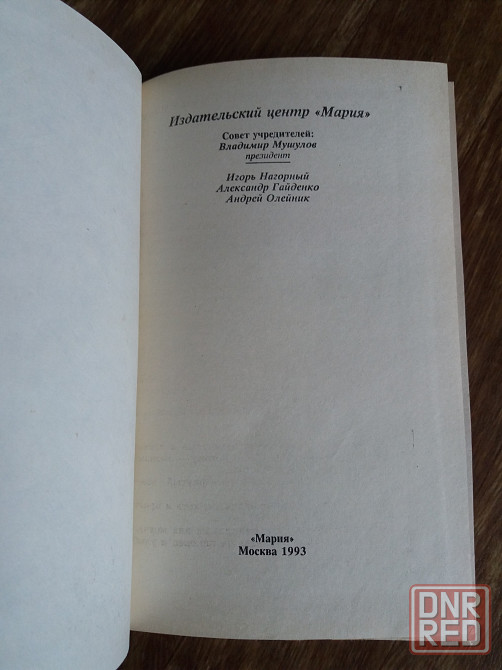 Издательский центр «Мария»
Совет учредителей:
Владимир Мушулов
президент
Игорь Нагорный
Александр Гайденко
Андрей Олейник
«Мария»
Москва 1993
DNR
RED